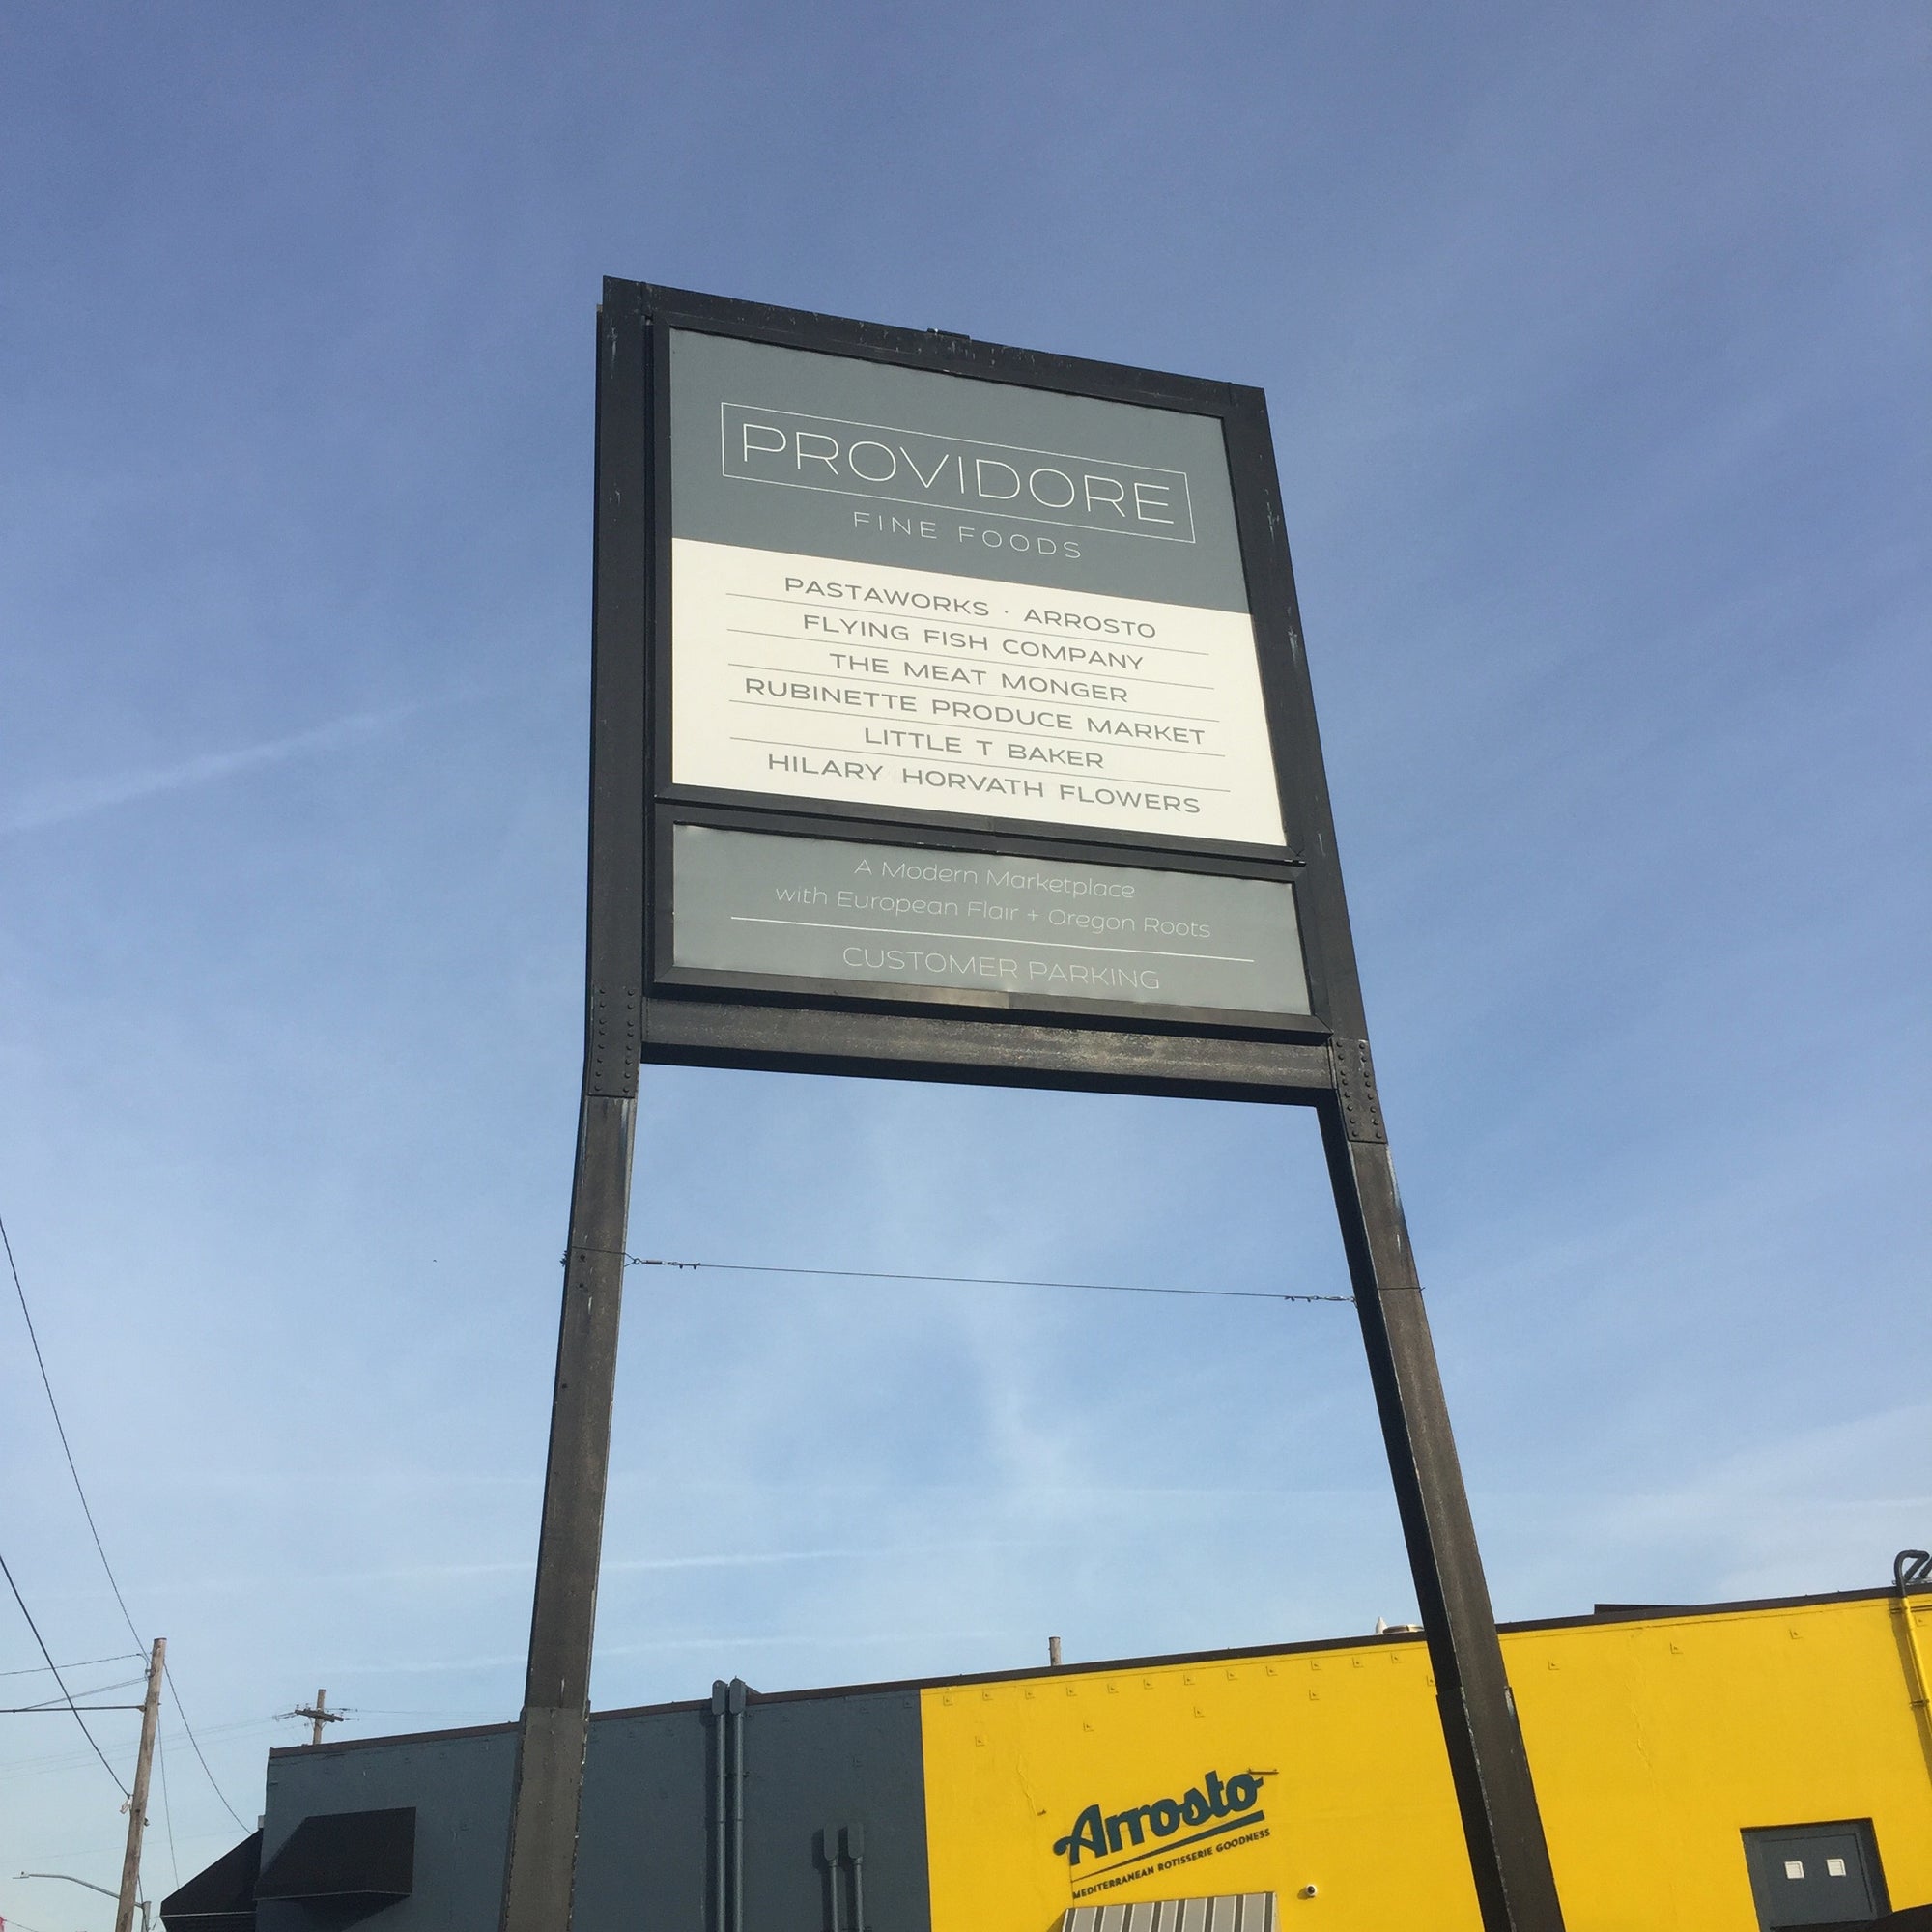 PROVIDORE
FINE FOODS
PASTAWORKS · ARROSTO
FLYING FISH COMPANY
THE MEAT MONGER
RUBINETTE PRODUCE MARKET
LITTLE T BAKER
HILARY HORVATH FLOWERS
A Modern Marketplace
with European Flair + Oregon Roots
CUSTOMER PARKING
Arrosto
MEDITERRANEAN ROTISSERIE GOODNESS